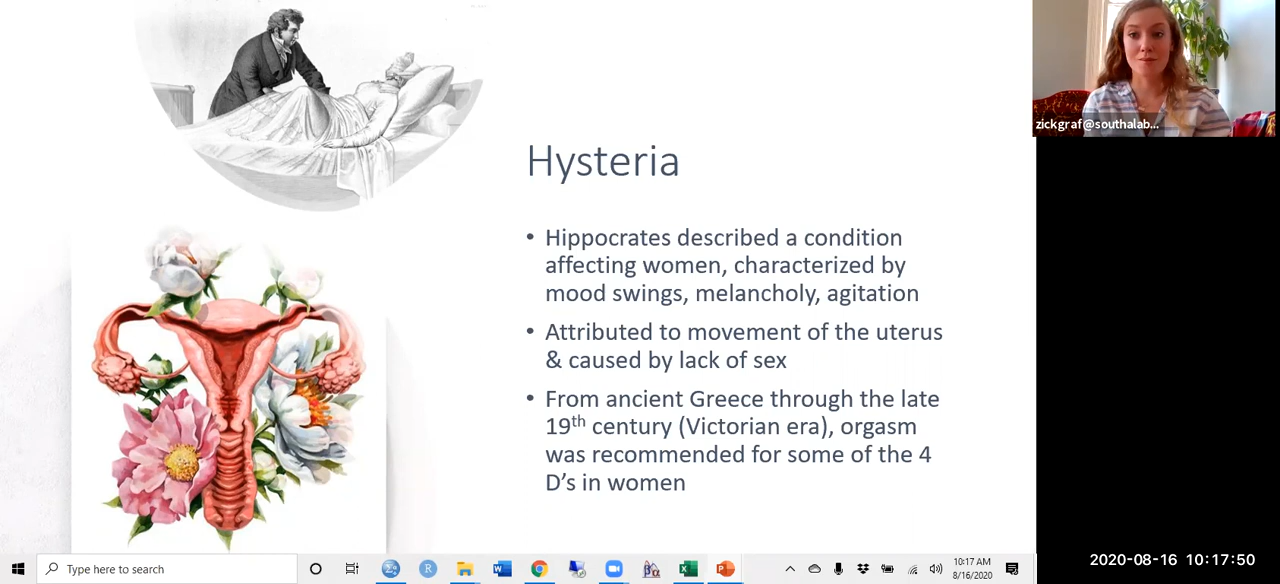 zickgraf@southalab...
Hysteria
• Hippocrates described a condition
affecting women, characterized by
mood swings, melancholy, agitation
• Attributed to movement of the uterus
& caused by lack of sex
• From ancient Greece through the late
19th century (Victorian era), orgasm
was recommended for some of the 4
D's in women
Type here to search
10:17 AM
8/16/2020
2020-08-16 10:17:50